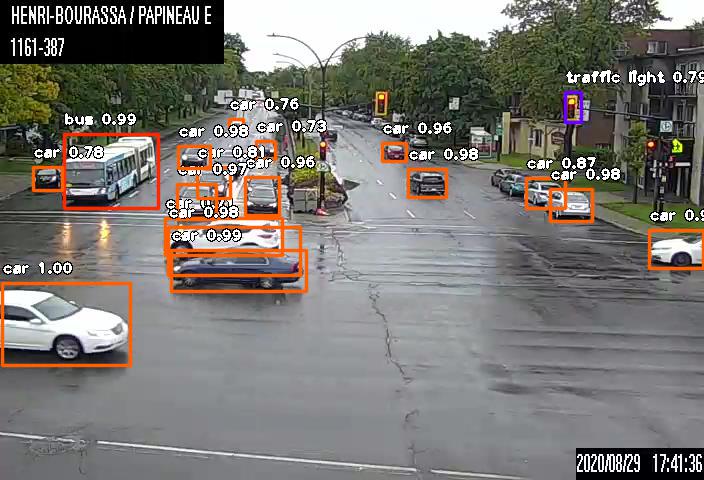 HENRI-BOURASSA / PAPINEAU E
1161-387
traffic light 0.79
car 0.76
bus 0.99
car 0.98
car 0.73
car 0.96
car 0.78
car 0.81
car 0.98
car 0.96
car 0.87
car 0.97
car 0.98
car 0.71
car 0.98
car 0.99
car 1.00
2020/08/29 17:41:36